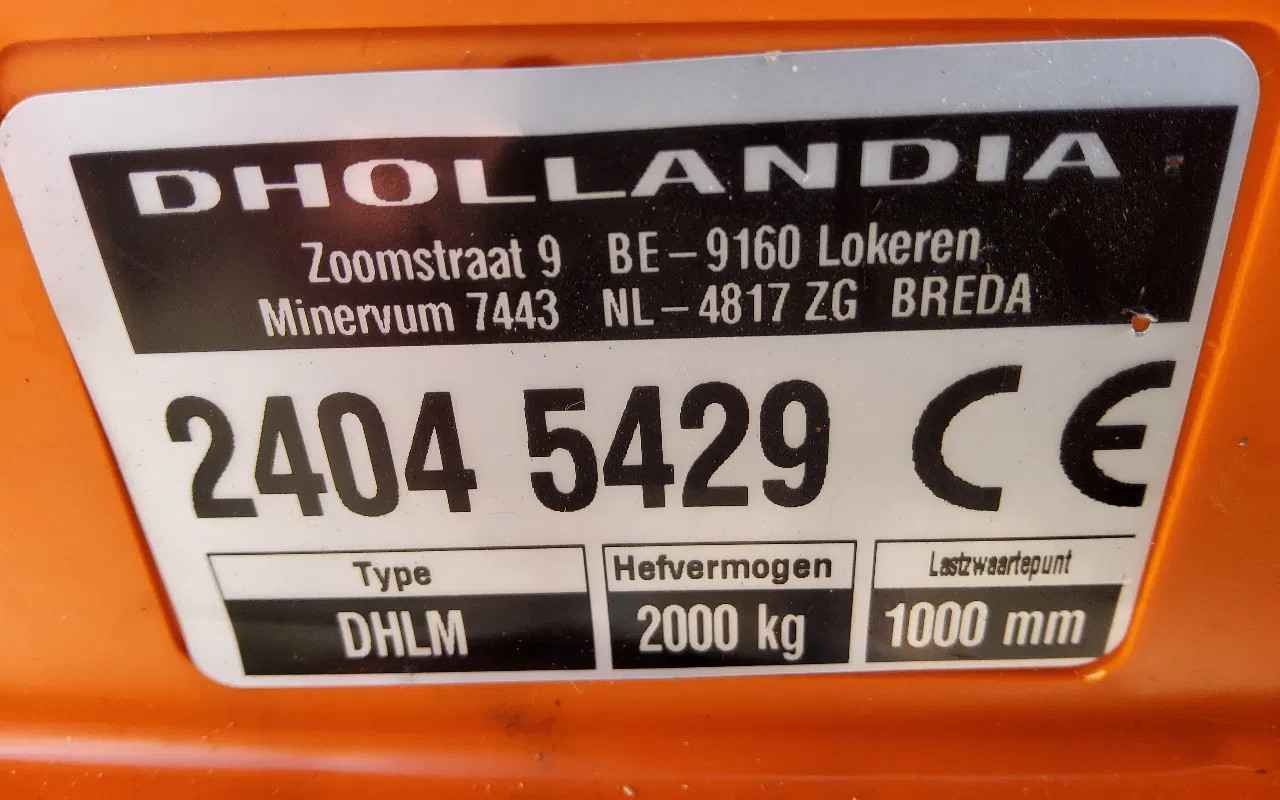 DHOLLANDIA
Zoomstraat 9 BE-9160 Lokeren
Minervum 7443 NL-4817 ZG BREDA
2404 5429 CE
Type Hefvermogen Lastzwaartepunt
DHLM 2000 kg 1000 mm